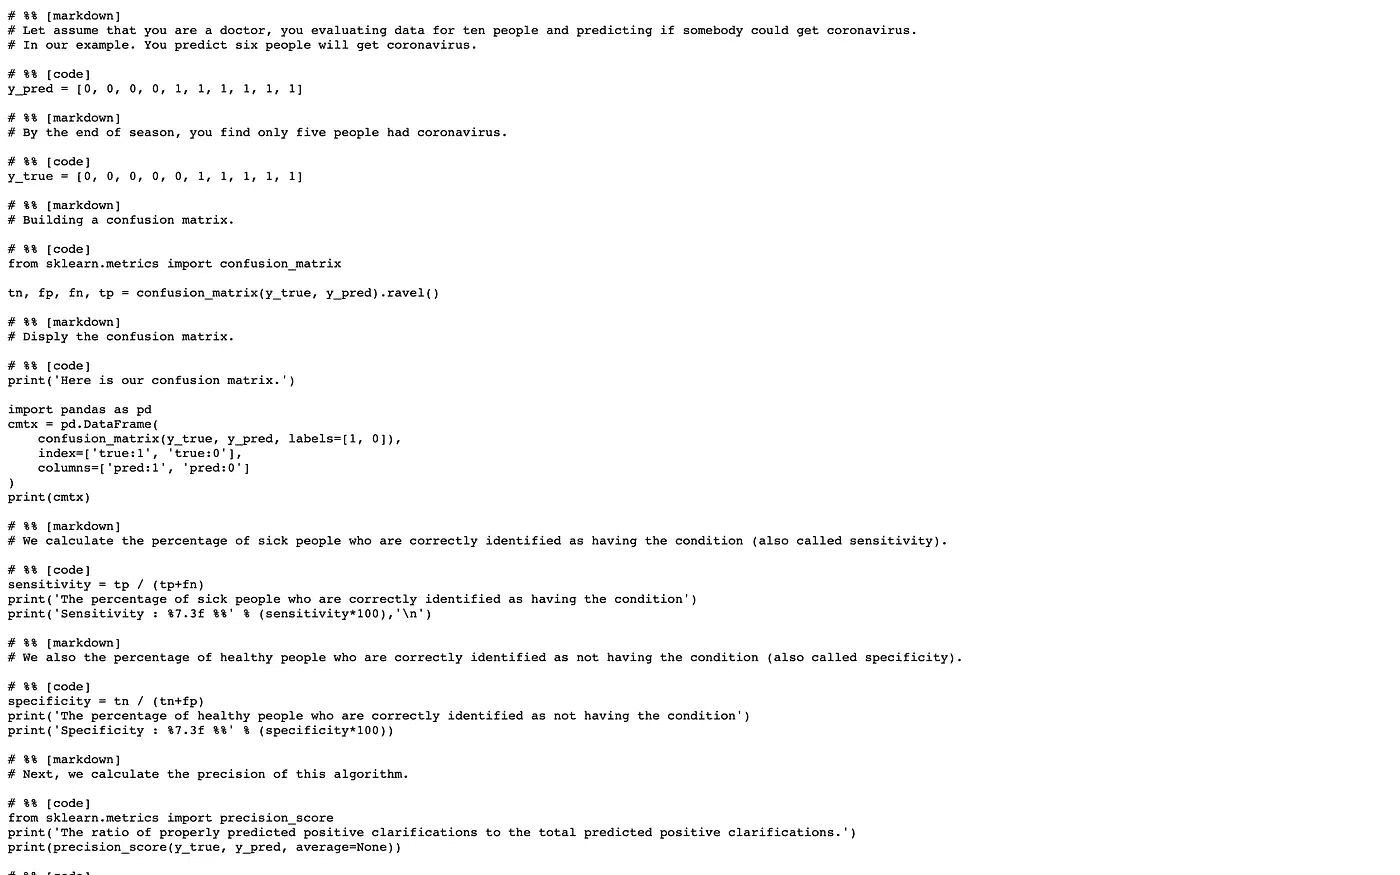 # %% [markdown]
# Let assume that you are a doctor, you evaluating data for ten people and predicting if somebody could get coronavirus.
# In our example. You predict six people will get coronavirus.
# %% [code]
y_pred = [0, 0, 0, 0, 1, 1, 1, 1, 1, 1]
# %% [markdown]
# By the end of season, you find only five people had coronavirus.
# %% [code]
y_true = [0, 0, 0, 0, 0, 1, 1, 1, 1, 1]
# %% [markdown]
# Building a confusion matrix.
# %% [code]
from sklearn.metrics import confusion_matrix
tn, fp, fn, tp = confusion_matrix(y_true, y_pred).ravel()
# %% [markdown]
# Disply the confusion matrix.
# %% [code]
print('Here is our confusion matrix.')
import pandas as pd
cmtx = pd.DataFrame(
    confusion_matrix(y_true, y_pred, labels=[1, 0]),
    index=['true:1', 'true:0'],
    columns=['pred:1', 'pred:0']
)
print(cmtx)
# %% [markdown]
# We calculate the percentage of sick people who are correctly identified as having the condition (also called sensitivity).
# %% [code]
sensitivity = tp / (tp+fn)
print('The percentage of sick people who are correctly identified as having the condition')
print('Sensitivity : %7.3f %%' % (sensitivity*100),'\n')
# %% [markdown]
# We also the percentage of healthy people who are correctly identified as not having the condition (also called specificity).
# %% [code]
specificity = tn / (tn+fp)
print('The percentage of healthy people who are correctly identified as not having the condition')
print('Specificity : %7.3f %%' % (specificity*100))
# %% [markdown]
# Next, we calculate the precision of this algorithm.
# %% [code]
from sklearn.metrics import precision_score
print('The ratio of properly predicted positive clarifications to the total predicted positive clarifications.')
print(precision_score(y_true, y_pred, average=None))
# %% [code]